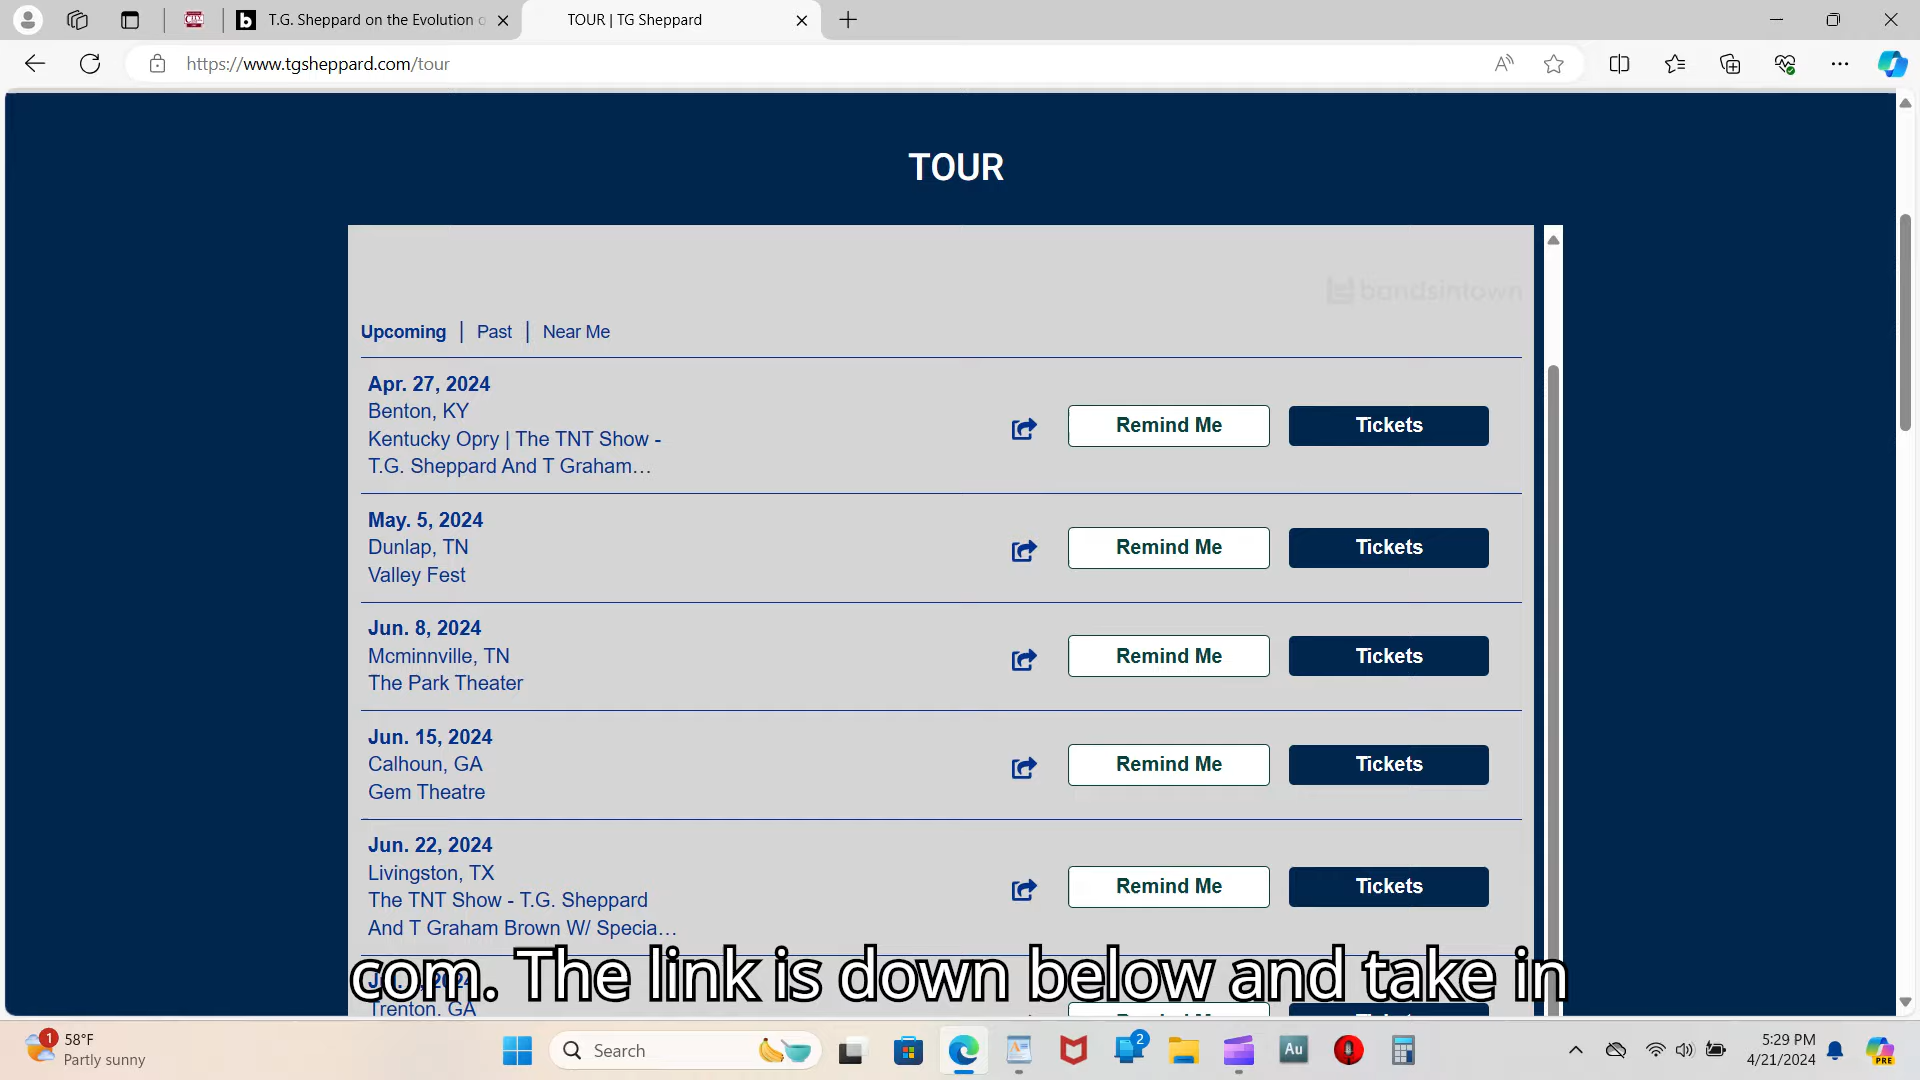 T.G. Sheppard on the Evolution o
TOUR | TG Sheppard
https://www.tgsheppard.com/tour
TOUR
bandsintown
Upcoming | Past | Near Me
Apr. 27, 2024
Benton, KY
Kentucky Opry | The TNT Show -
T.G. Sheppard And T Graham...
Remind Me
Tickets
May. 5, 2024
Dunlap, TN
Valley Fest
Remind Me
Tickets
Jun. 8, 2024
Mcminnville, TN
The Park Theater
Remind Me
Tickets
Jun. 15, 2024
Calhoun, GA
Gem Theatre
Remind Me
Tickets
Jun. 22, 2024
Livingston, TX
The TNT Show - T.G. Sheppard
And T Graham Brown W/ Specia...
Remind Me
Tickets
com. The link is down below and take in
Trenton, GA
1
58°F
Partly sunny
Search
2
Au
5:29 PM
4/21/2024
PRE